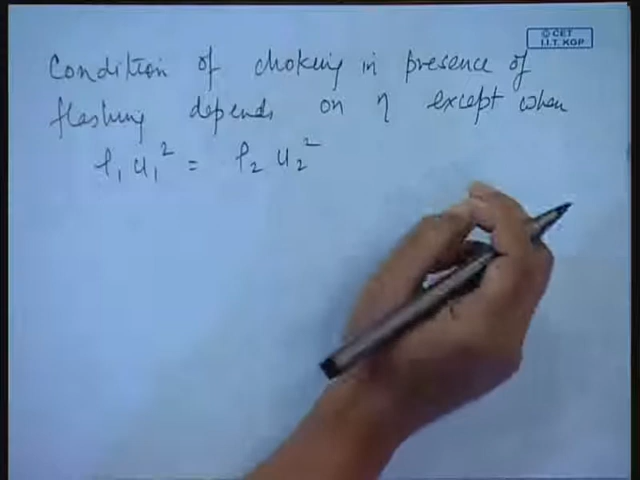 © CET
I.I.T. KGP
Condition of choking in presence of
flashing depends on η except when
ρ₁ u₁² = ρ₂ u₂²